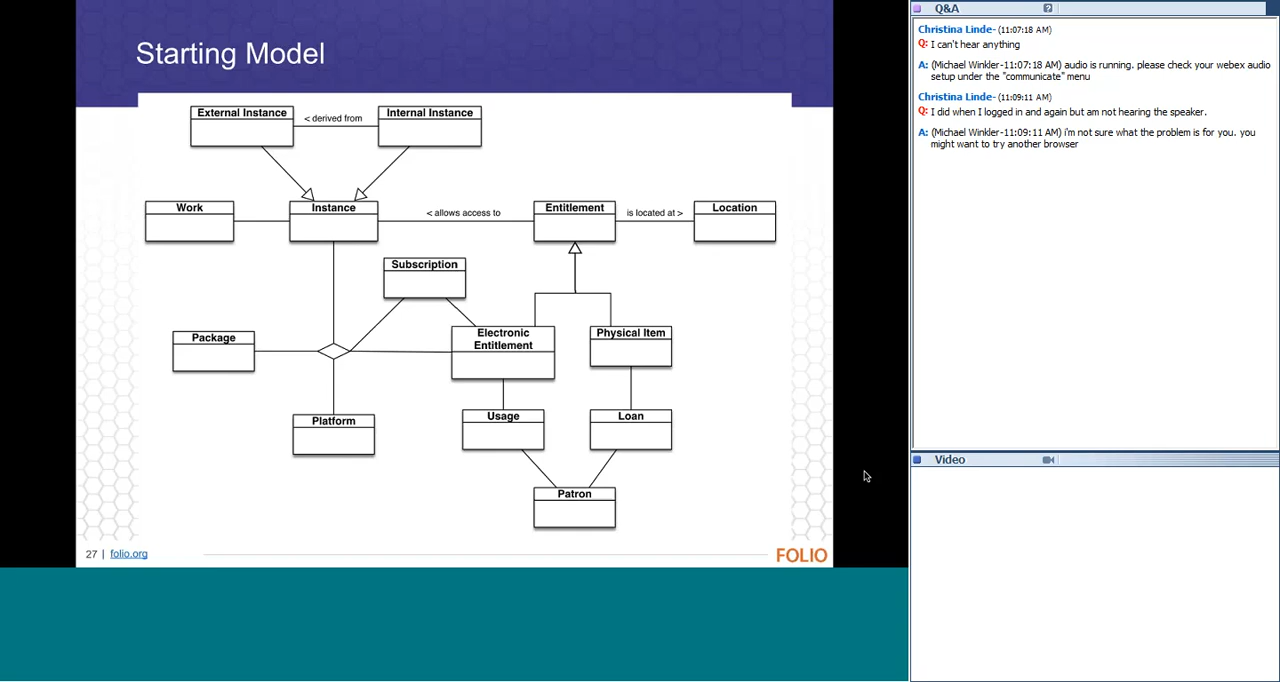 Starting Model
External Instance
< derived from
Internal Instance
Work
Instance
< allows access to
Entitlement
is located at >
Location
Subscription
Package
Electronic
Entitlement
Physical Item
Platform
Usage
Loan
Patron
27 | folio.org
FOLIO
Q&A
?
Christina Linde- (11:07:18 AM)
Q: I can't hear anything
A: (Michael Winkler-11:07:18 AM) audio is running. please check your webex audio
setup under the "communicate" menu
Christina Linde- (11:09:11 AM)
Q: I did when I logged in and again but am not hearing the speaker.
A: (Michael Winkler-11:09:11 AM) i'm not sure what the problem is for you. you
might want to try another browser
Video